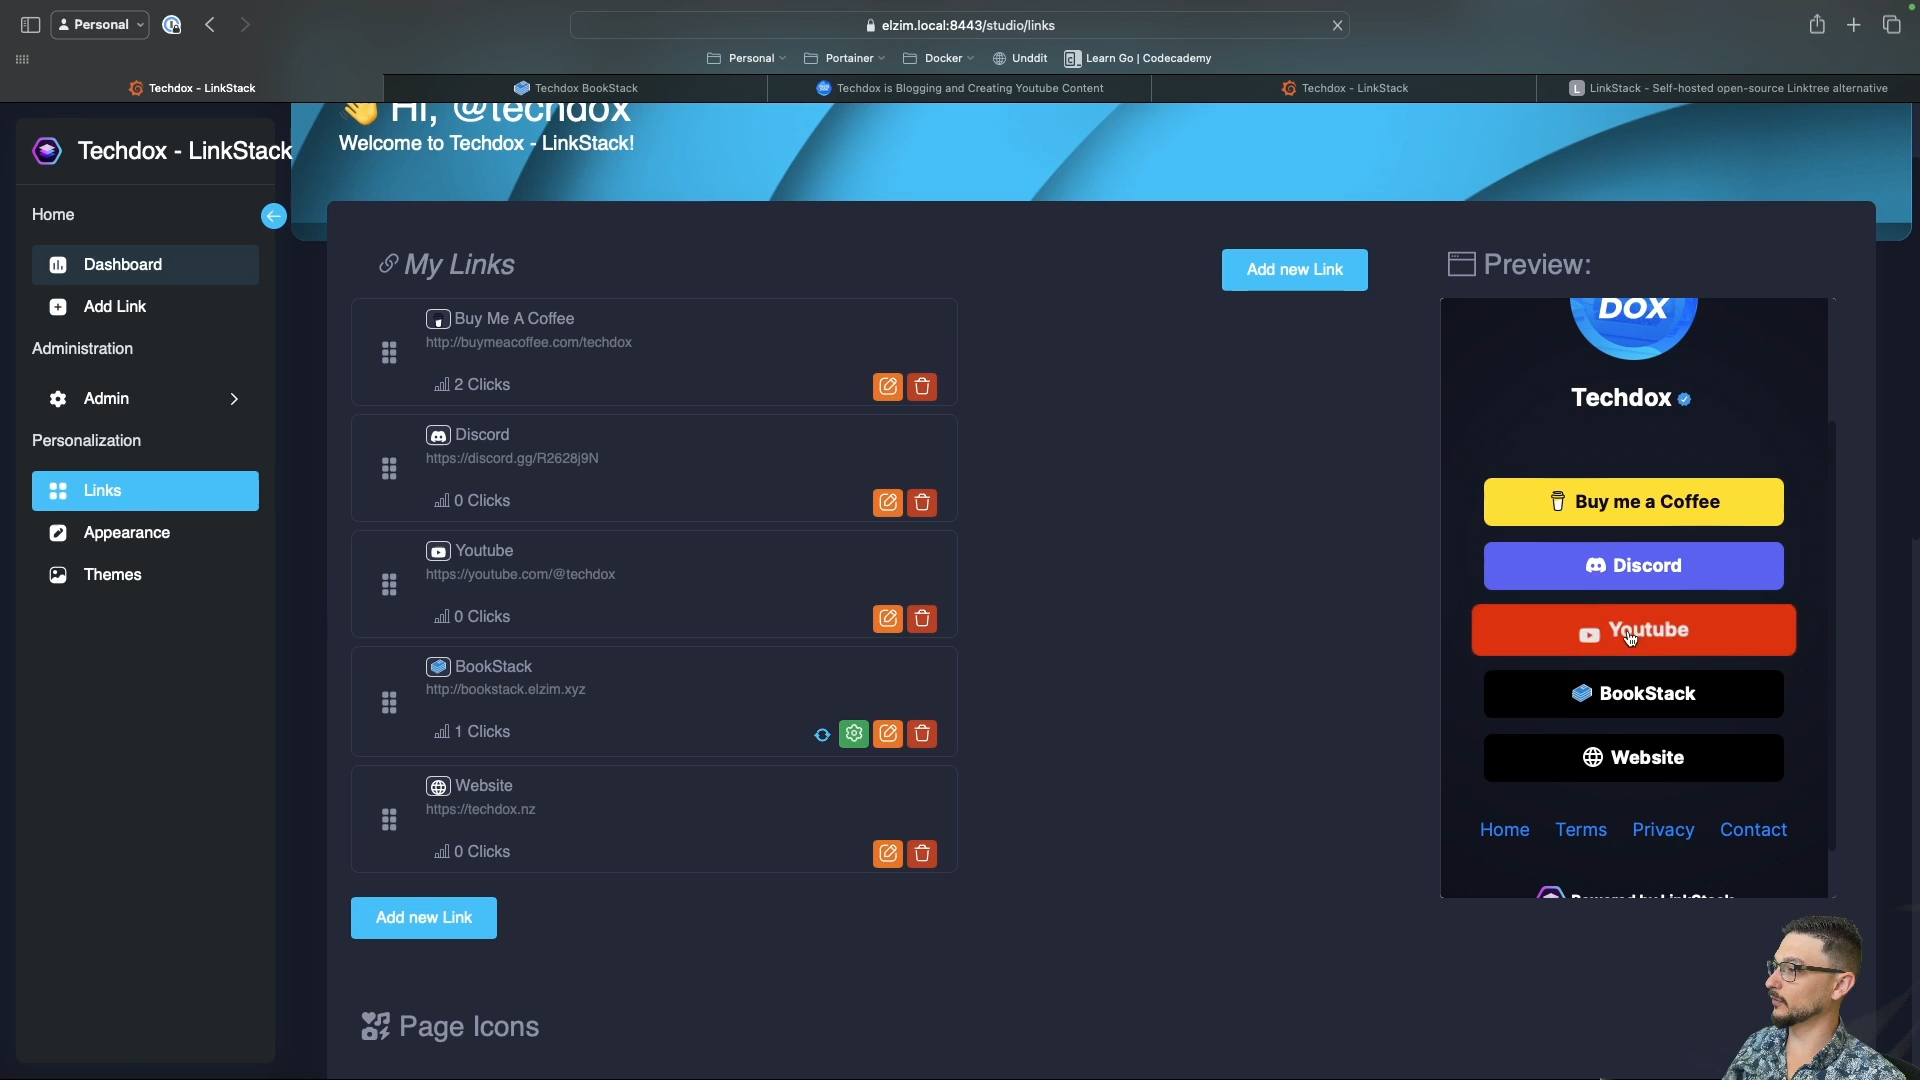 Personal
elzim.local:8443/studio/links
Personal
Portainer
Docker
Unddit
Learn Go | Codecademy
Techdox - LinkStack
Techdox BookStack
Techdox is Blogging and Creating Youtube Content
Techdox - LinkStack
LinkStack - Self-hosted open-source Linktree alternative
Techdox - LinkStack
Home
Dashboard
Add Link
Administration
Admin
Personalization
Links
Appearance
Themes
Hi, @techdox
Welcome to Techdox - LinkStack!
My Links
Add new Link
Buy Me A Coffee
http://buymeacoffee.com/techdox
2 Clicks
Discord
https://discord.gg/R2628j9N
0 Clicks
Youtube
https://youtube.com/@techdox
0 Clicks
BookStack
http://bookstack.elzim.xyz
1 Clicks
Website
https://techdox.nz
0 Clicks
Add new Link
Page Icons
Preview:
DOX
Techdox
Buy me a Coffee
Discord
Youtube
BookStack
Website
Home Terms Privacy Contact
Powered by LinkStack